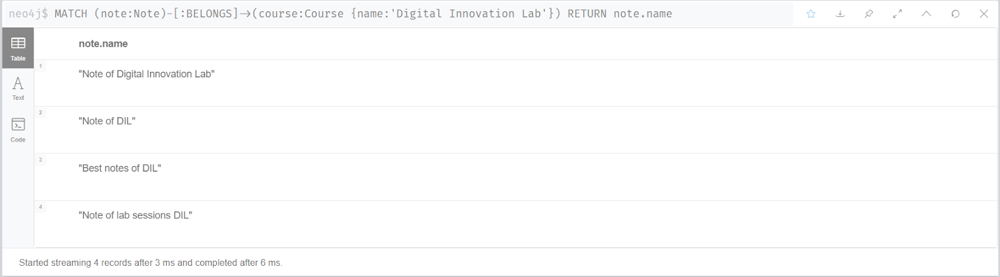 neo4j$ MATCH (note:Note)-[:BELONGS]→(course:Course {name:'Digital Innovation Lab'}) RETURN note.name
note.name
Table
1
"Note of Digital Innovation Lab"
Text
2
"Note of DIL"
Code
3
"Best notes of DIL"
4
"Note of lab sessions DIL"
Started streaming 4 records after 3 ms and completed after 6 ms.